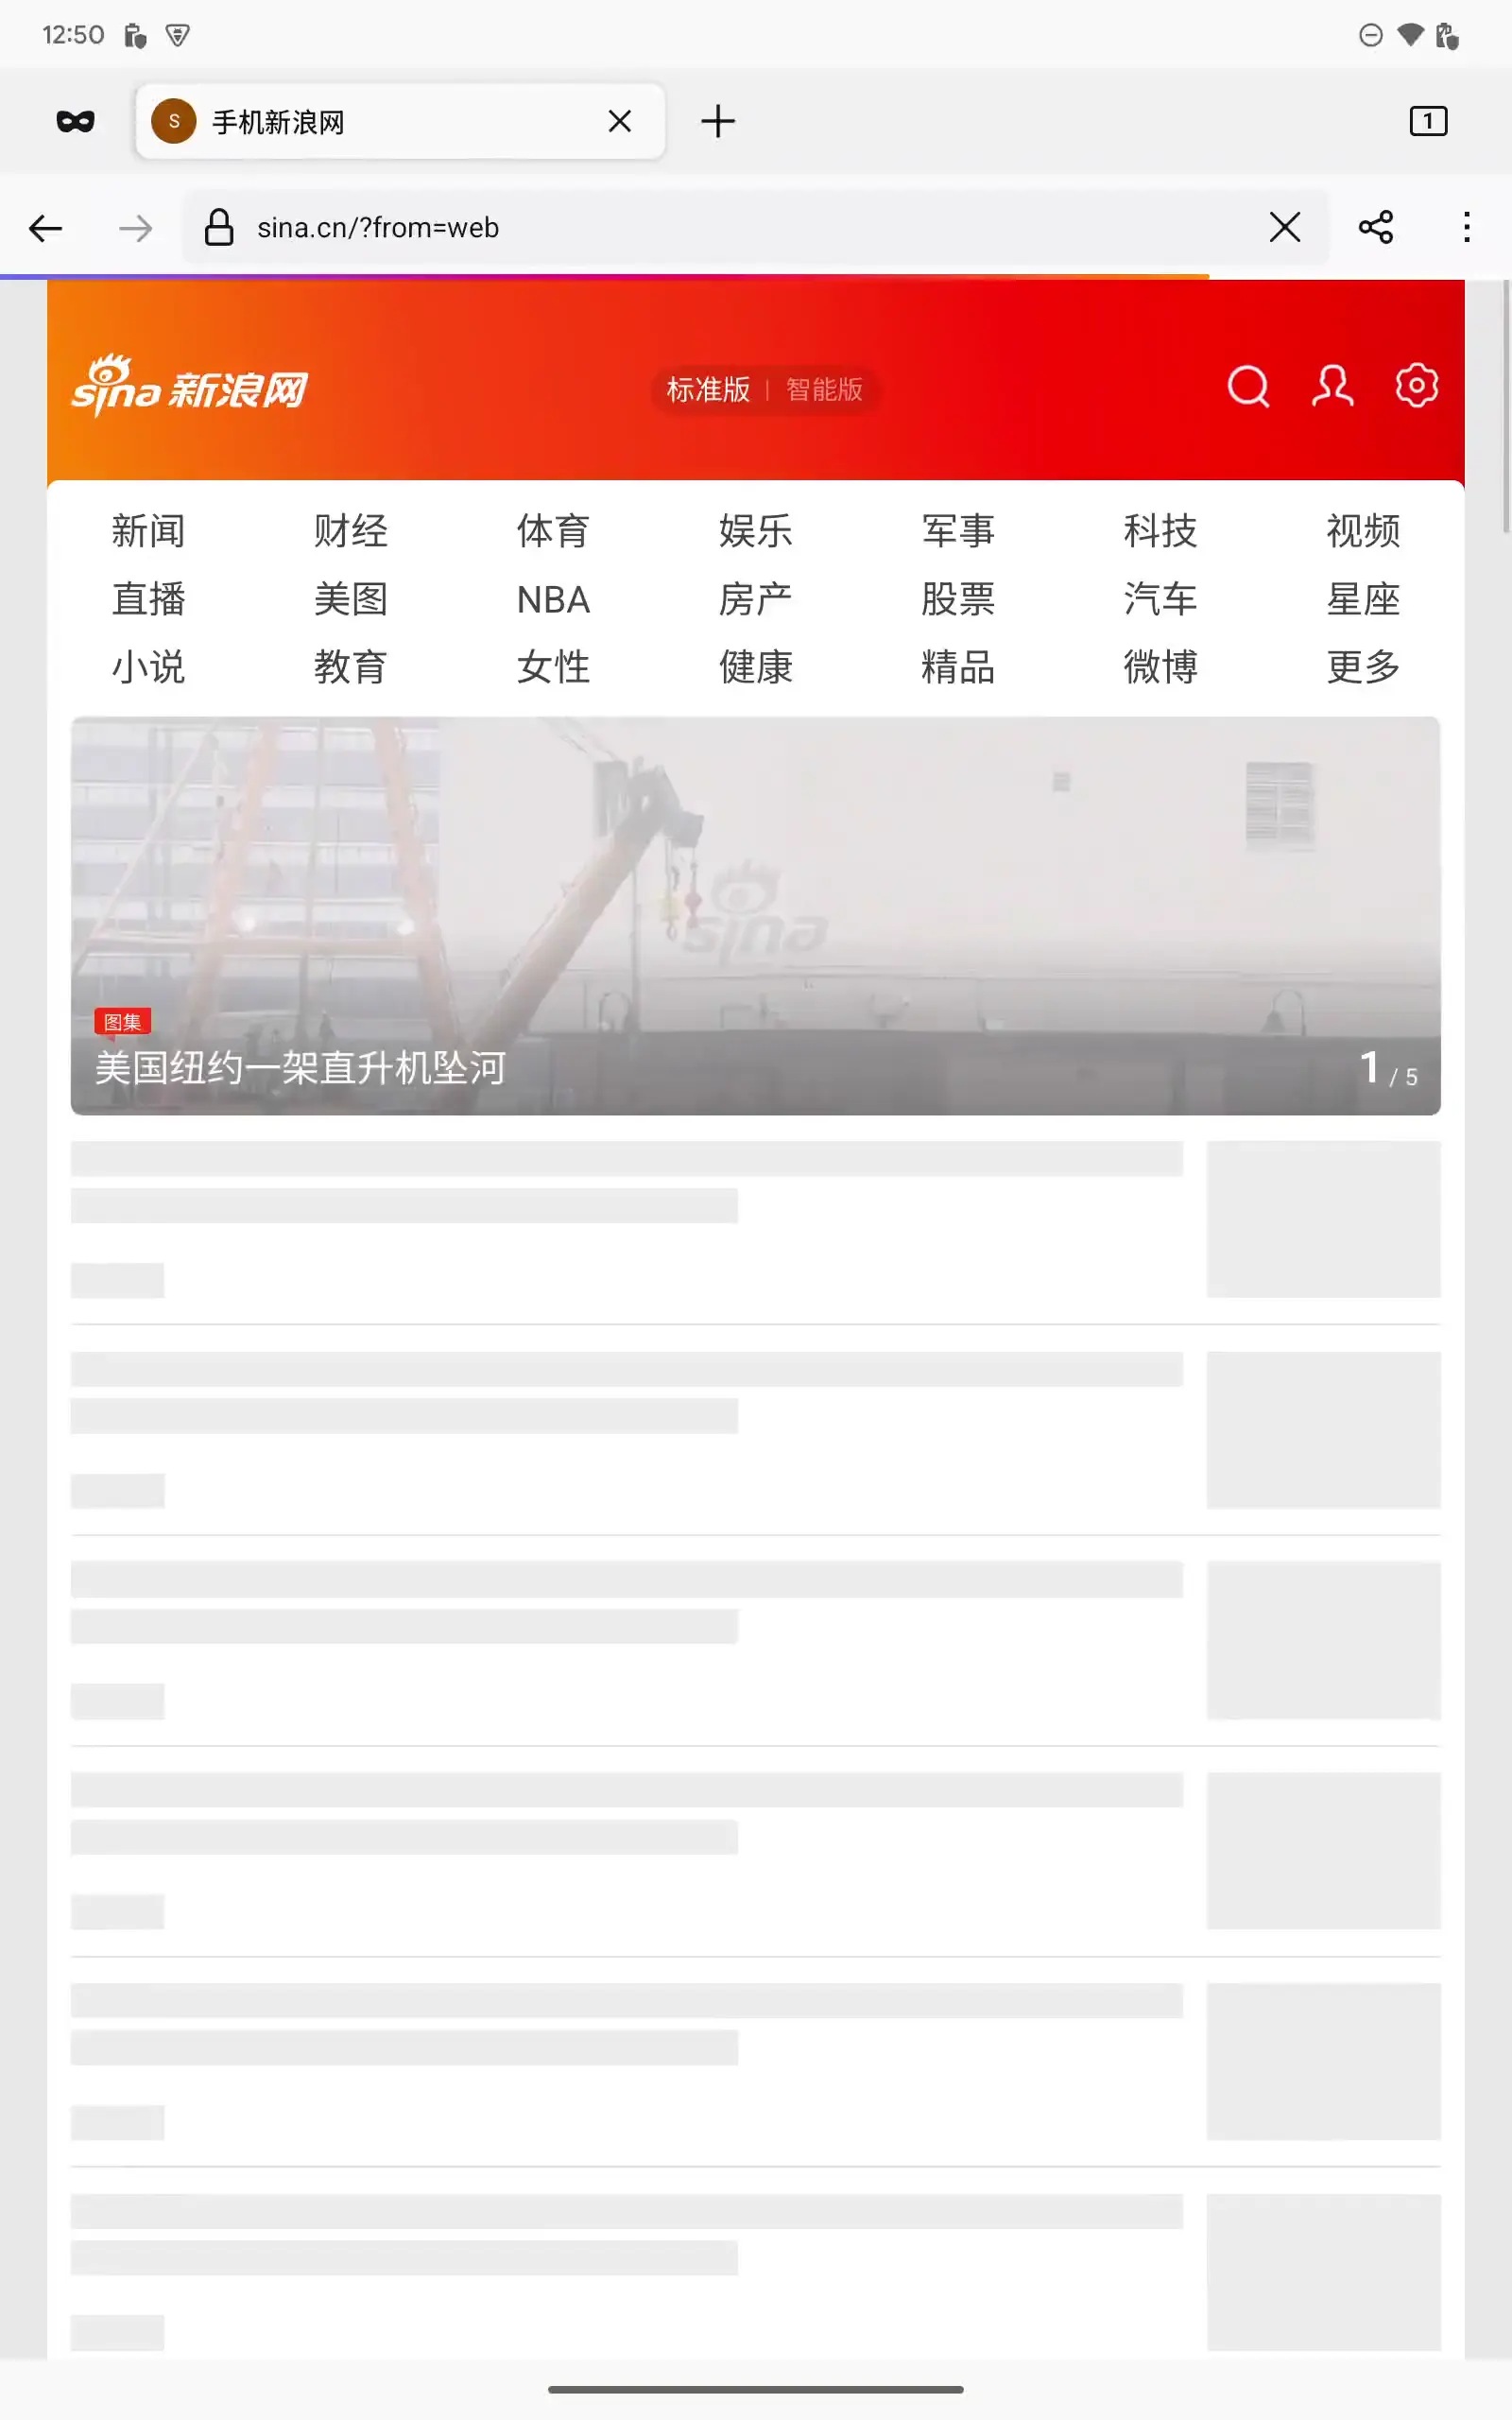 12:50
S 手机新浪网 1
sina.cn/?from=web
sina 新浪网 标准版 | 智能版
新闻 财经 体育 娱乐 军事 科技 视频
直播 美图 NBA 房产 股票 汽车 星座
小说 教育 女性 健康 精品 微博 更多
sina
图集
美国纽约一架直升机坠河 1 / 5